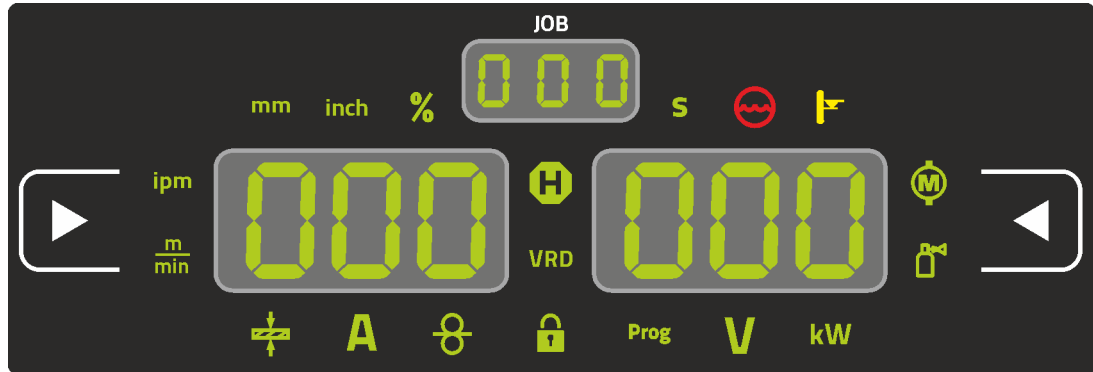 JOB
000
mm inch % s
ipm 000 H 000 M
m
min VRD
A Prog V kW